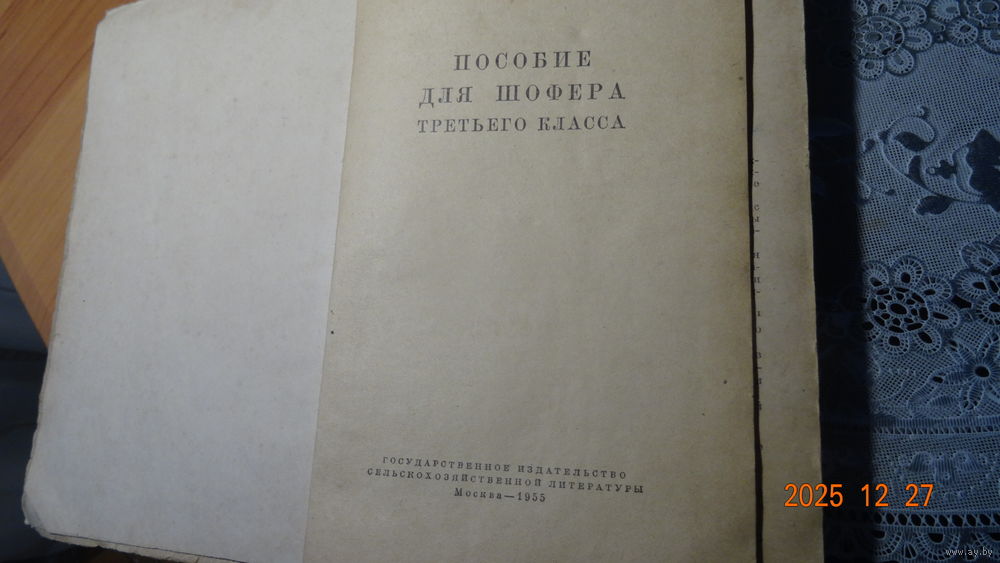 ПОСОБИЕ
ДЛЯ ШОФЕРА
ТРЕТЬЕГО КЛАССА
ГОСУДАРСТВЕННОЕ ИЗДАТЕЛЬСТВО
СЕЛЬСКОХОЗЯЙСТВЕННОЙ ЛИТЕРАТУРЫ
Москва—1955
2025 12 27
www.ay.by